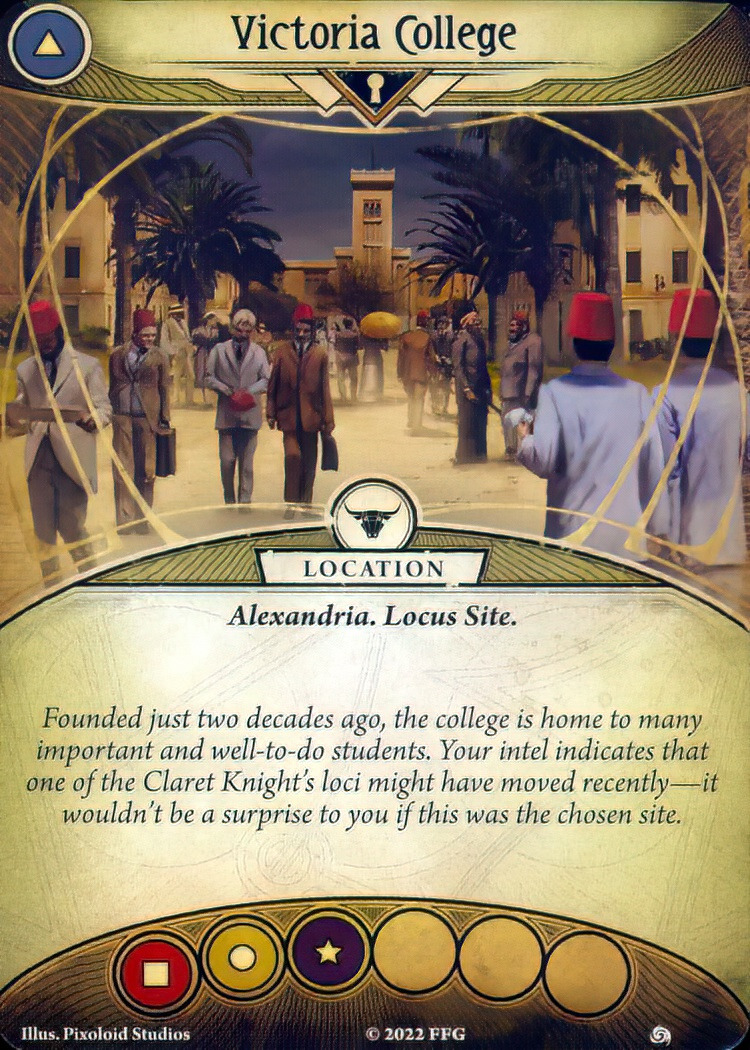 Victoria College
LOCATION
Alexandria. Locus Site.
Founded just two decades ago, the college is home to many
important and well-to-do students. Your intel indicates that
one of the Claret Knight's loci might have moved recently—it
wouldn't be a surprise to you if this was the chosen site.
Illus. Pixoloid Studios
© 2022 FFG